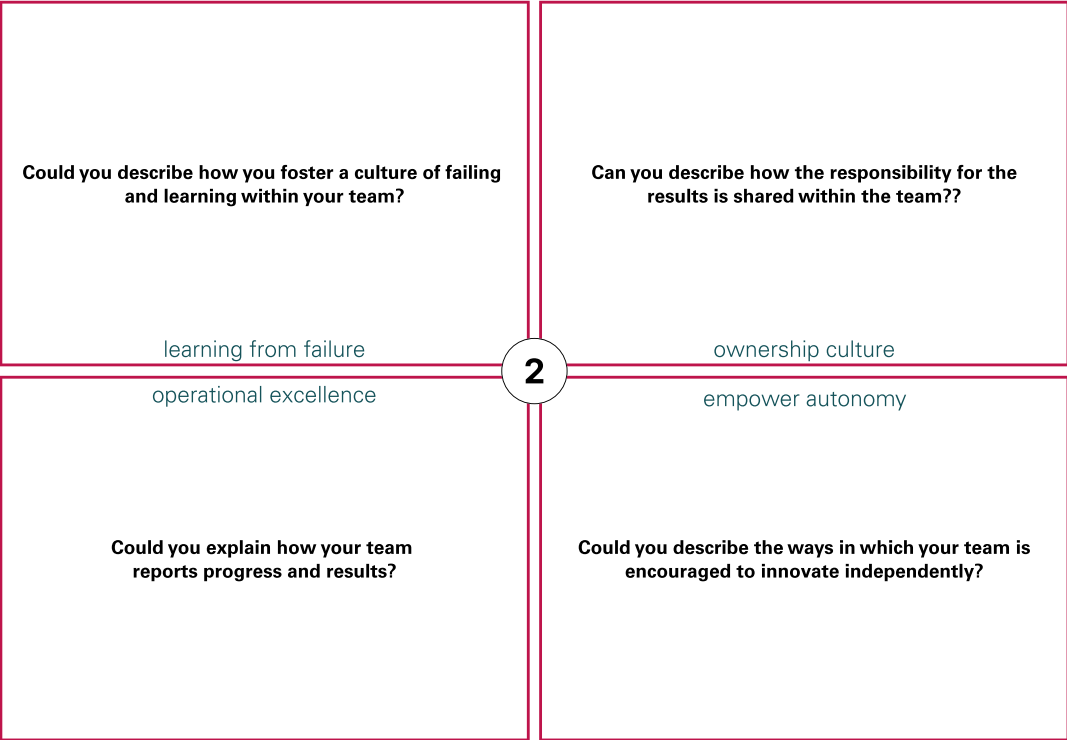 Could you describe how you foster a culture of failing
and learning within your team?
learning from failure
Can you describe how the responsibility for the
results is shared within the team??
ownership culture
2
operational excellence
Could you explain how your team
reports progress and results?
empower autonomy
Could you describe the ways in which your team is
encouraged to innovate independently?